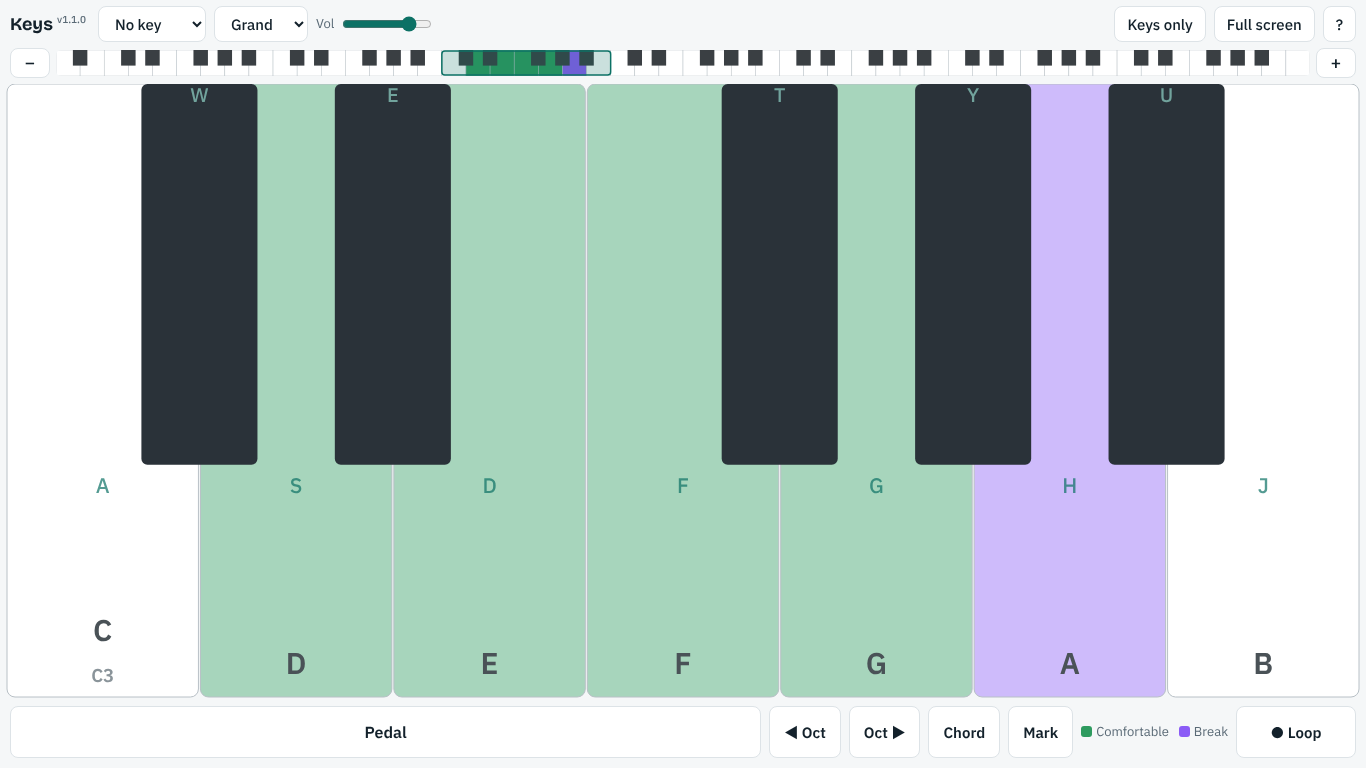 Keys v1.1.0 No key Grand Vol Keys only Full screen ?
− +
W E T Y U
A S D F G H J
C D E F G A B
C3
Pedal ◀ Oct Oct ▶ Chord Mark Comfortable Break ● Loop